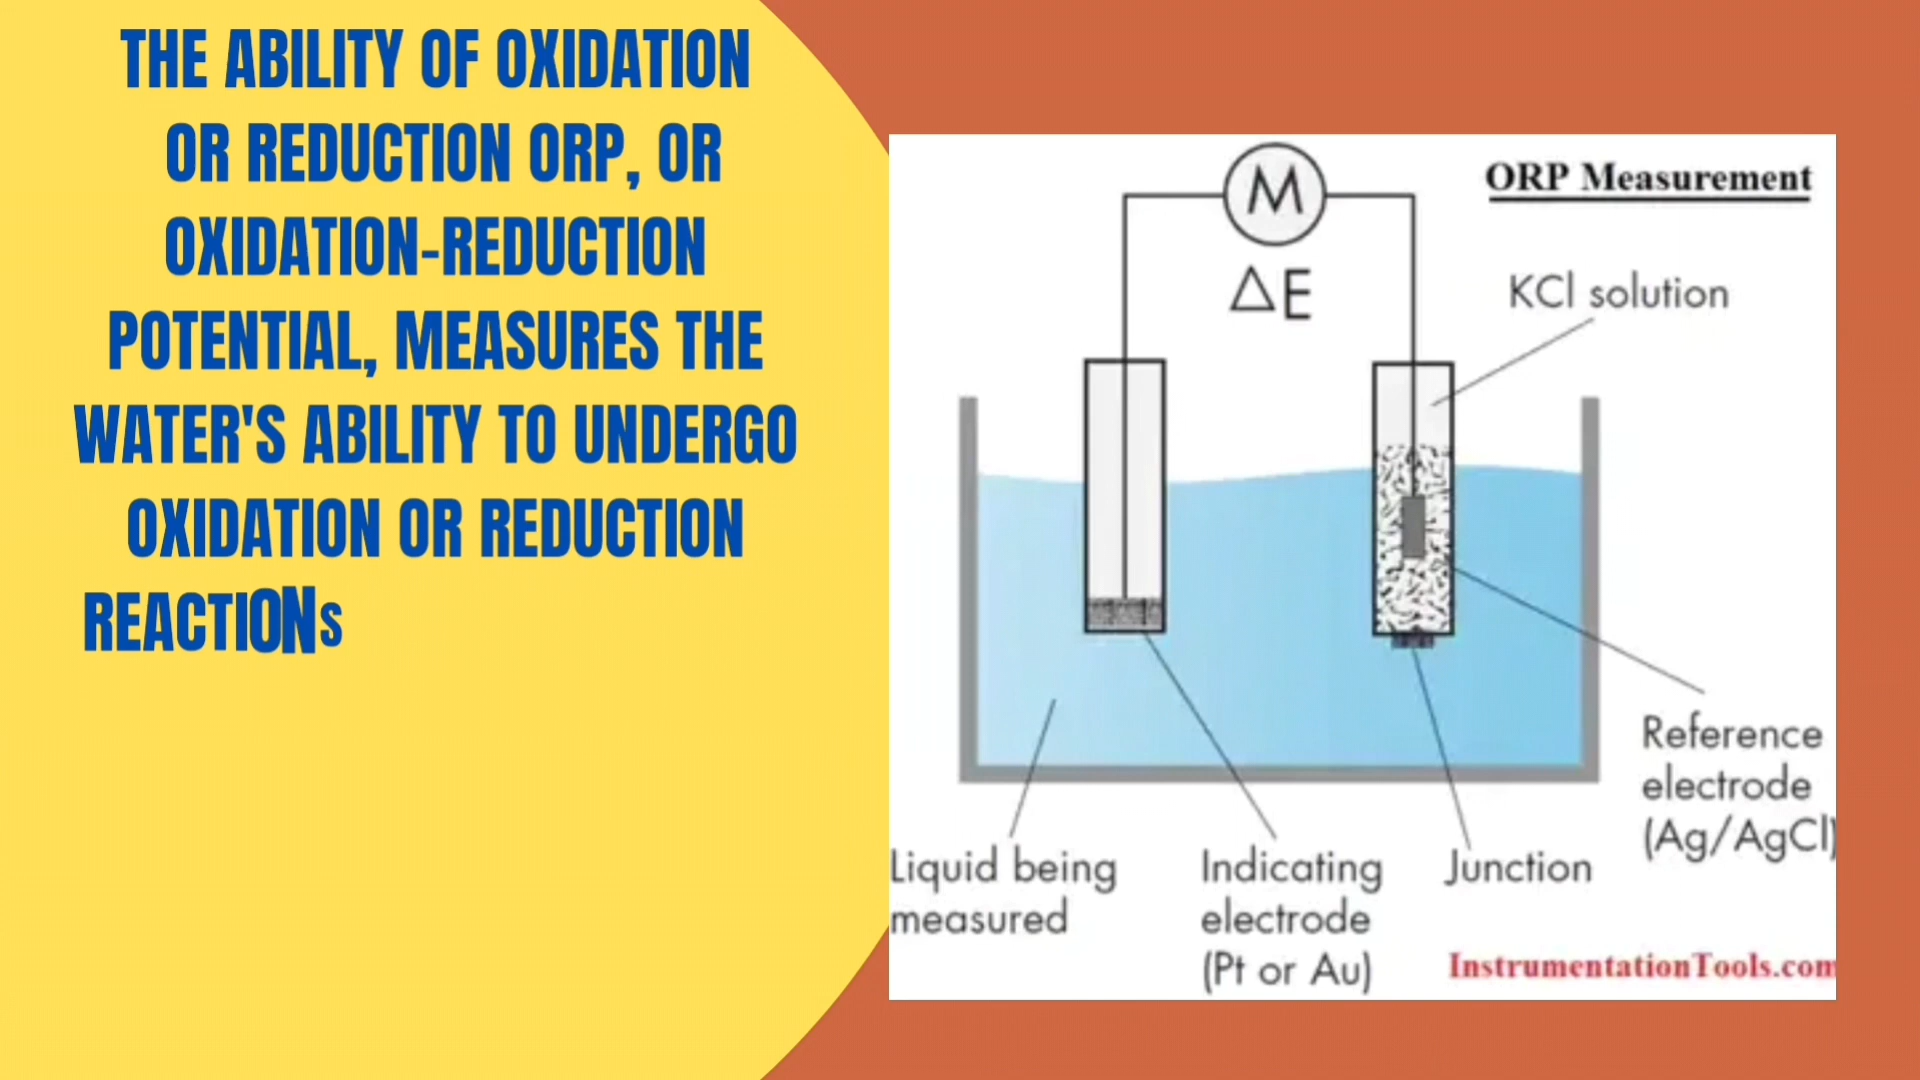 THE ABILITY OF OXIDATION
OR REDUCTION ORP, OR
OXIDATION-REDUCTION
POTENTIAL, MEASURES THE
WATER'S ABILITY TO UNDERGO
OXIDATION OR REDUCTION
REACTIONS
M
ORP Measurement
ΔE
KCl solution
Reference
electrode
(Ag/AgCl)
Liquid being
measured
Indicating
electrode
(Pt or Au)
Junction
InstrumentationTools.com